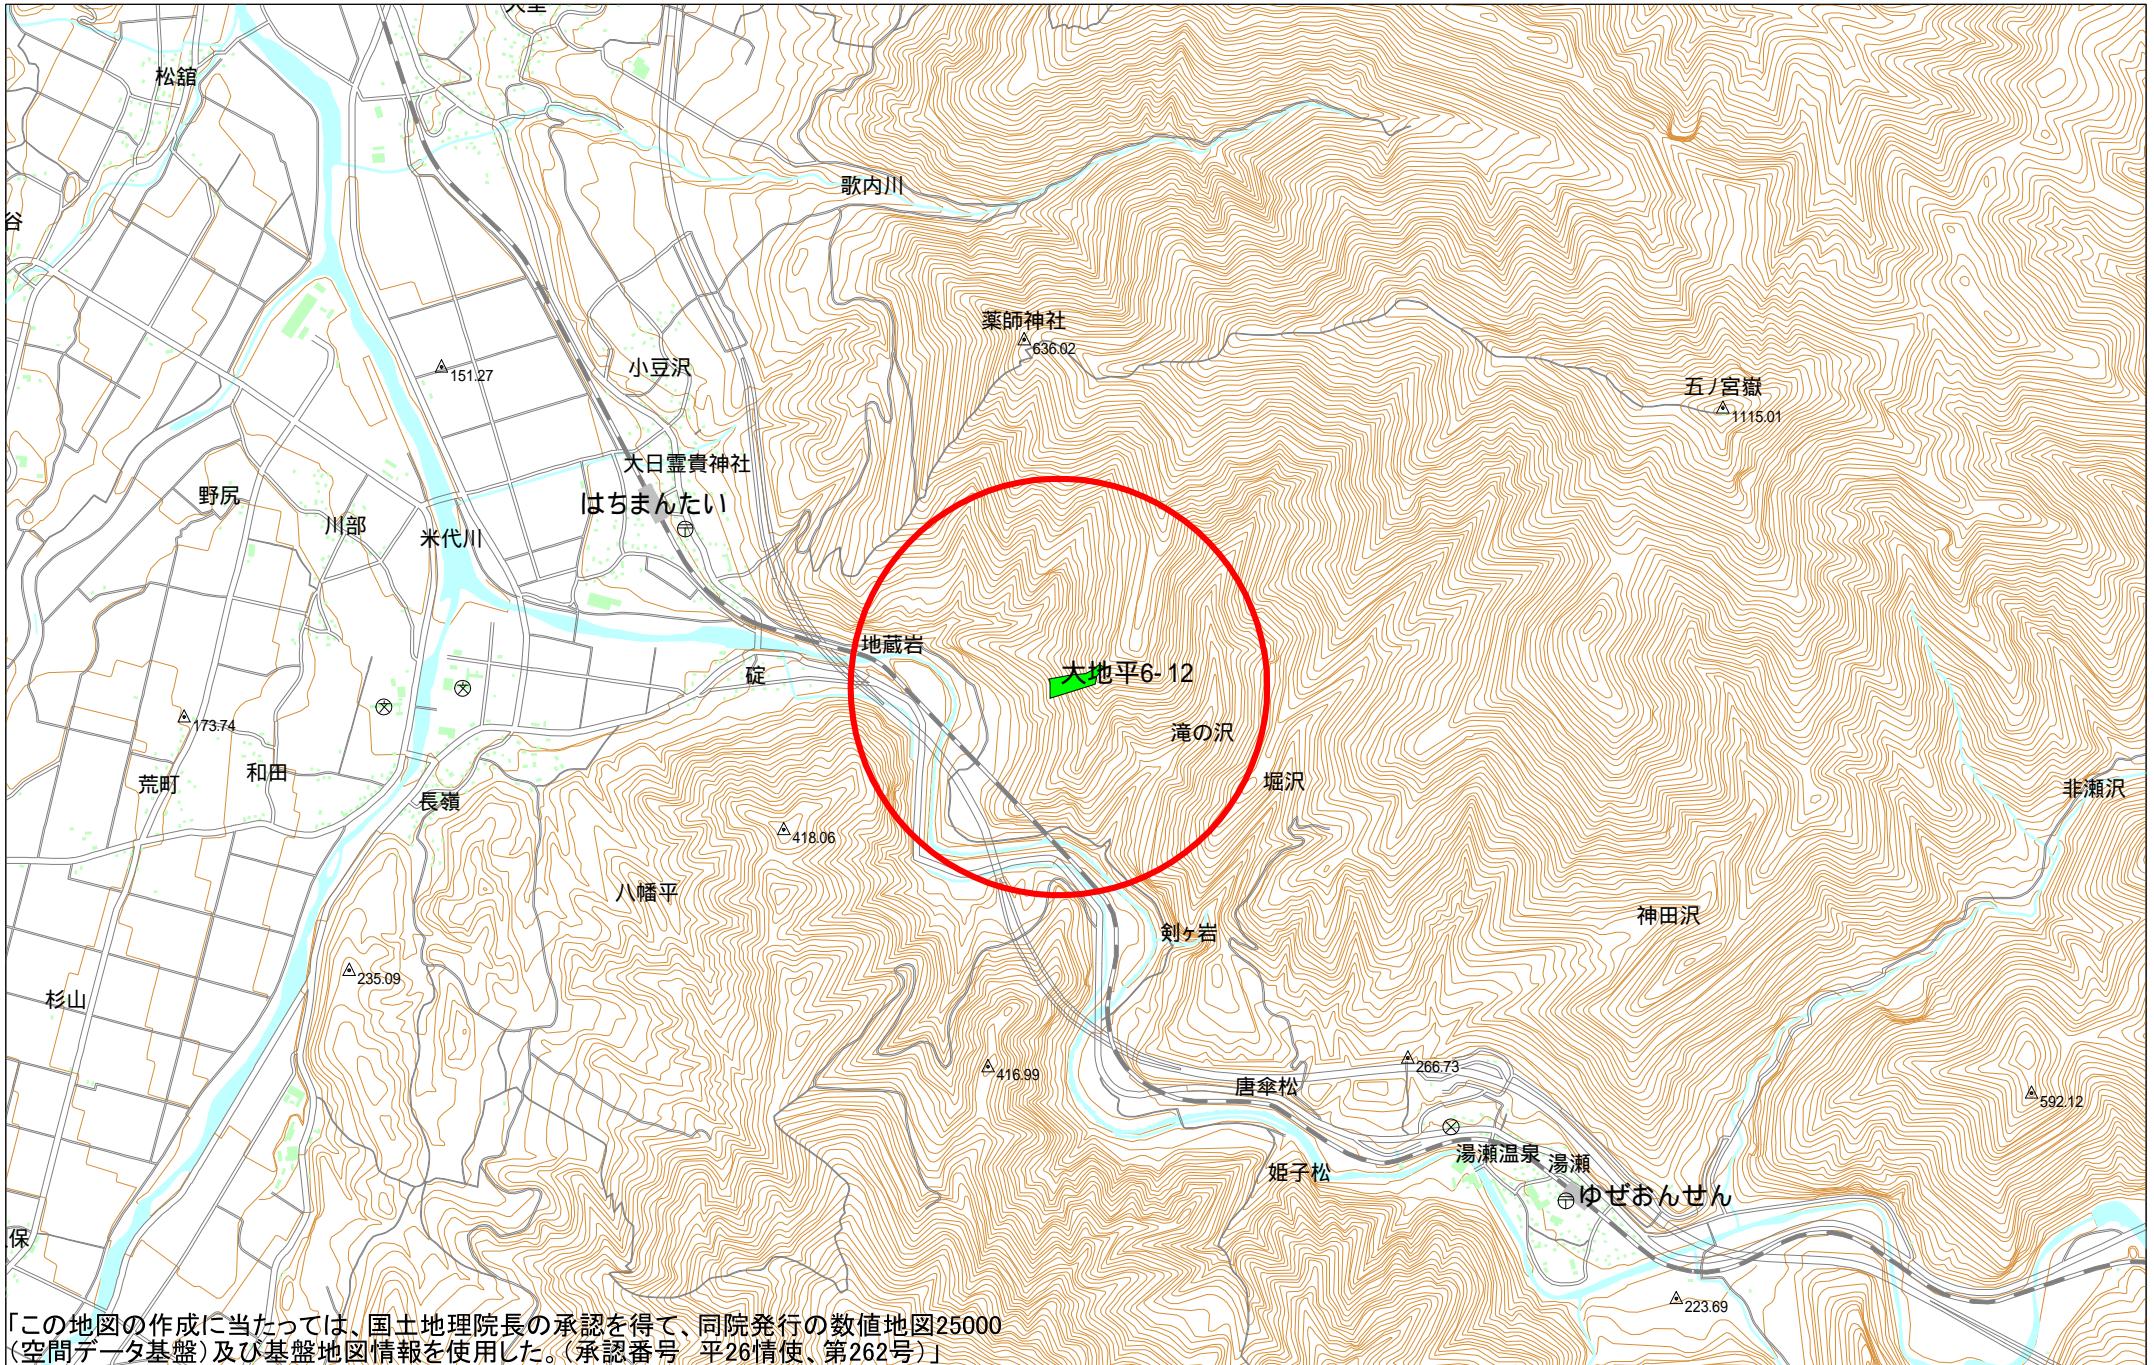 松舘
歌内川
谷
薬師神社
636.02
151.27
小豆沢
五ノ宮嶽
1115.01
大日霊貴神社
野尻
はちまんたい
川部
米代川
地蔵岩
碇
大地平6-12
173.74
滝の沢
荒町
和田
堀沢
非瀬沢
長嶺
418.06
八幡平
神田沢
剣ヶ岩
235.09
杉山
416.99
266.73
唐傘松
592.12
湯瀬温泉
湯瀬
姫子松
ゆぜおんせん
保
223.69
「この地図の作成に当たっては、国土地理院長の承認を得て、同院発行の数値地図25000
(空間データ基盤)及び基盤地図情報を使用した。(承認番号　平26情使、第262号)」